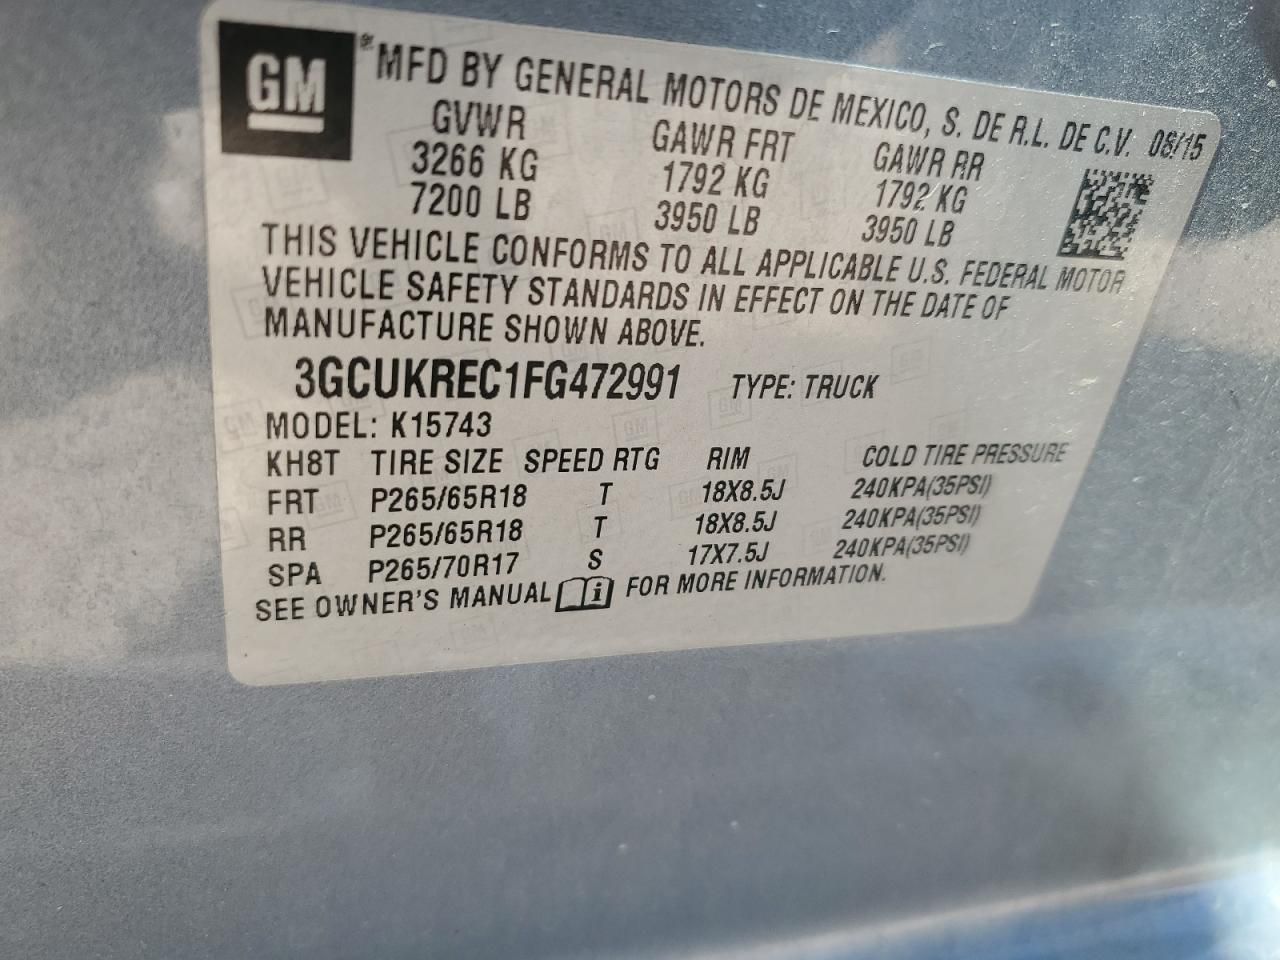 GM ® MFD BY GENERAL MOTORS DE MEXICO, S. DE R.L. DE C.V. 08/15
GVWR GAWR FRT GAWR RR
3266 KG 1792 KG 1792 KG
7200 LB 3950 LB 3950 LB
THIS VEHICLE CONFORMS TO ALL APPLICABLE U.S. FEDERAL MOTOR
VEHICLE SAFETY STANDARDS IN EFFECT ON THE DATE OF
MANUFACTURE SHOWN ABOVE.
3GCUKREC1FG472991 TYPE: TRUCK
MODEL: K15743
KH8T TIRE SIZE SPEED RTG RIM COLD TIRE PRESSURE
FRT P265/65R18 T 18X8.5J 240KPA(35PSI)
RR P265/65R18 T 18X8.5J 240KPA(35PSI)
SPA P265/70R17 S 17X7.5J 240KPA(35PSI)
SEE OWNER'S MANUAL i FOR MORE INFORMATION.